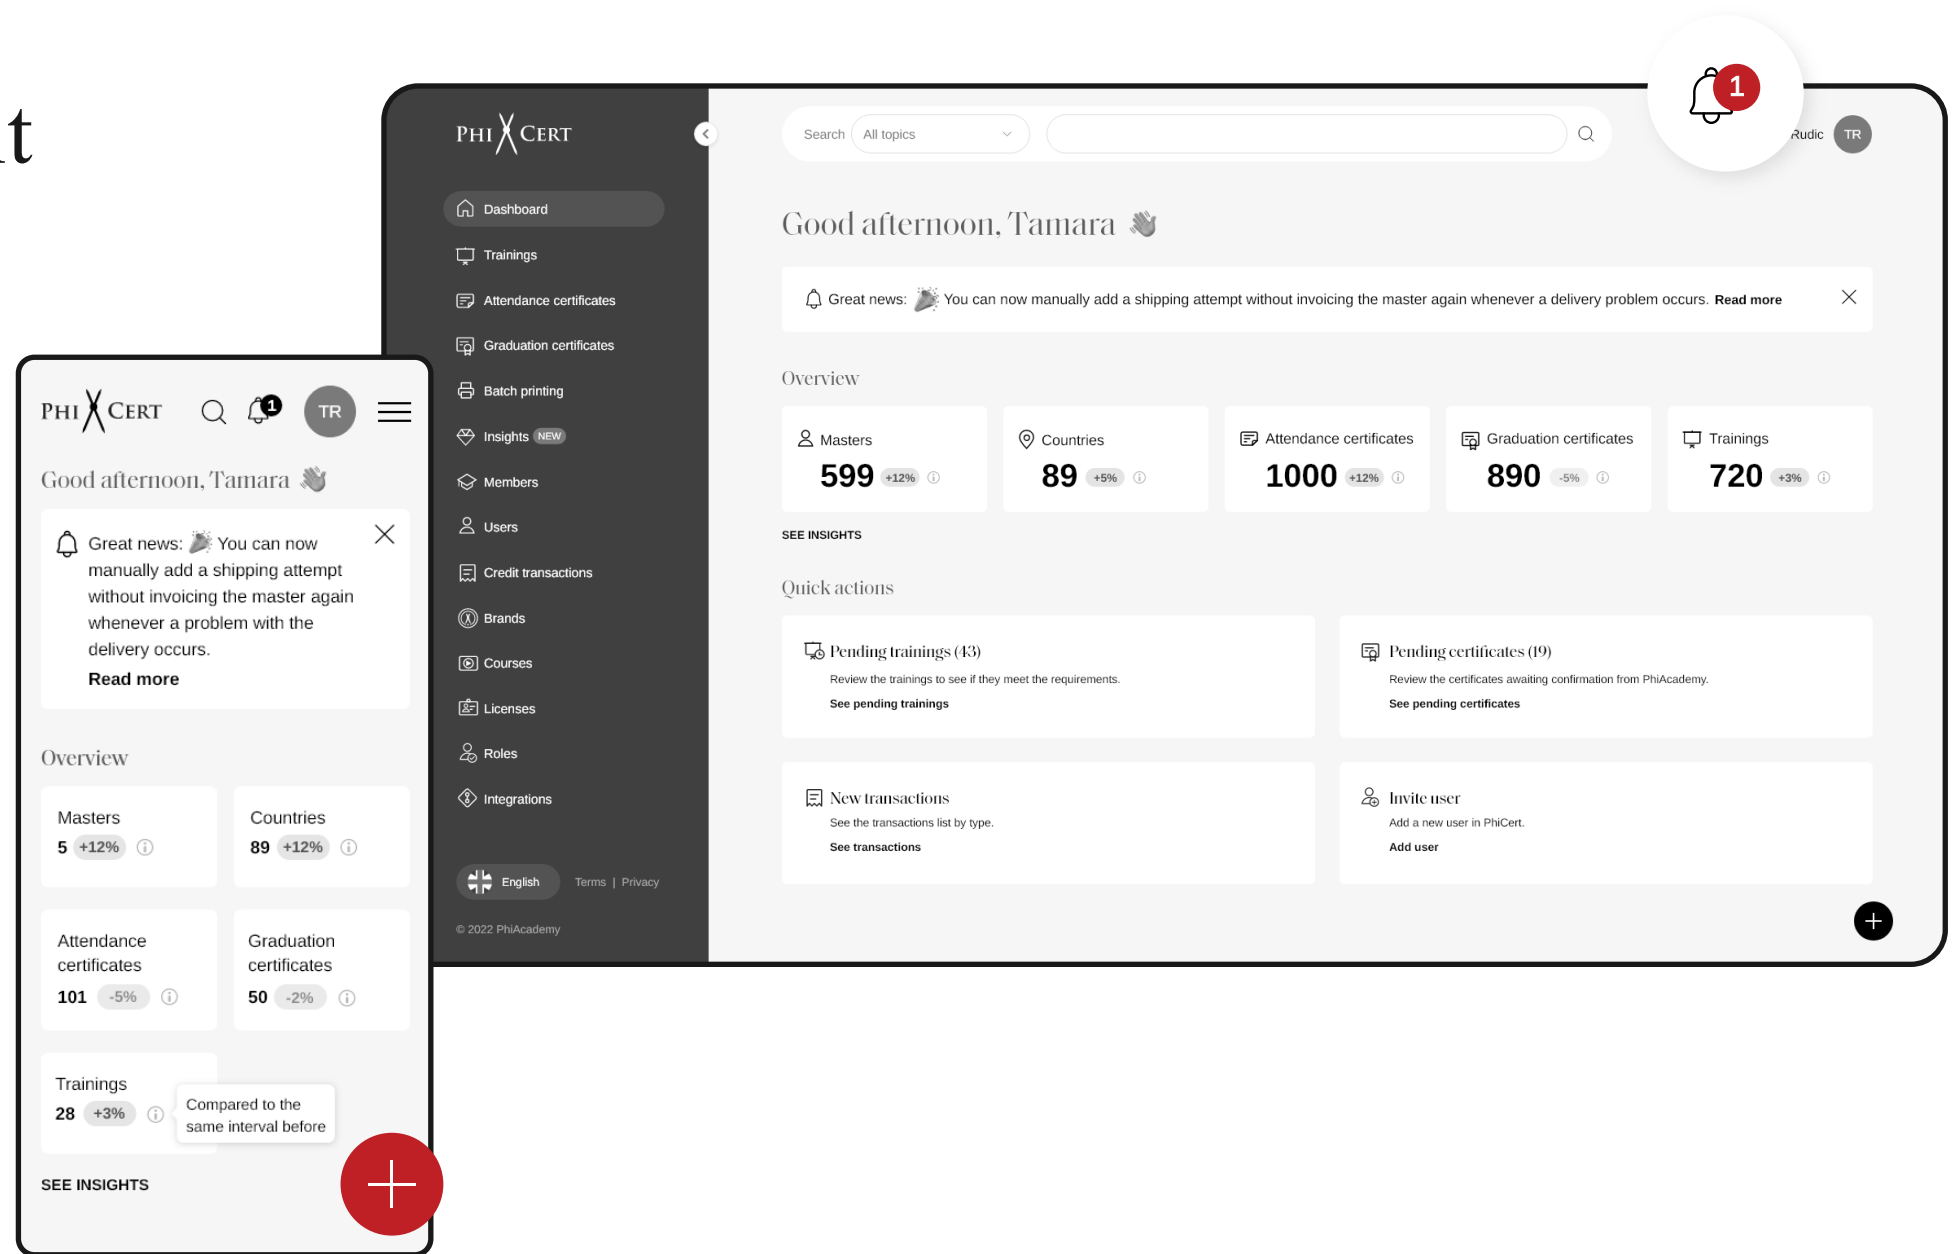 PHI CERT
Dashboard
Trainings
Attendance certificates
Graduation certificates
Batch printing
Insights NEW
Members
Users
Credit transactions
Brands
Courses
Licenses
Roles
Integrations
English
Terms | Privacy
© 2022 PhiAcademy
Search All topics
1
Rudic TR
Good afternoon, Tamara
Great news: You can now manually add a shipping attempt without invoicing the master again whenever a delivery problem occurs. Read more
Overview
Masters
599 +12%
Countries
89 +5%
Attendance certificates
1000 +12%
Graduation certificates
890 -5%
Trainings
720 +3%
SEE INSIGHTS
Quick actions
Pending trainings (43)
Review the trainings to see if they meet the requirements.
See pending trainings
Pending certificates (19)
Review the certificates awaiting confirmation from PhiAcademy.
See pending certificates
New transactions
See the transactions list by type.
See transactions
Invite user
Add a new user in PhiCert.
Add user
PHI CERT
1
TR
Good afternoon, Tamara
Great news: You can now
manually add a shipping attempt
without invoicing the master again
whenever a problem with the
delivery occurs.
Read more
Overview
Masters
5 +12%
Countries
89 +12%
Attendance
certificates
101 -5%
Graduation
certificates
50 -2%
Trainings
28 +3%
Compared to the
same interval before
SEE INSIGHTS